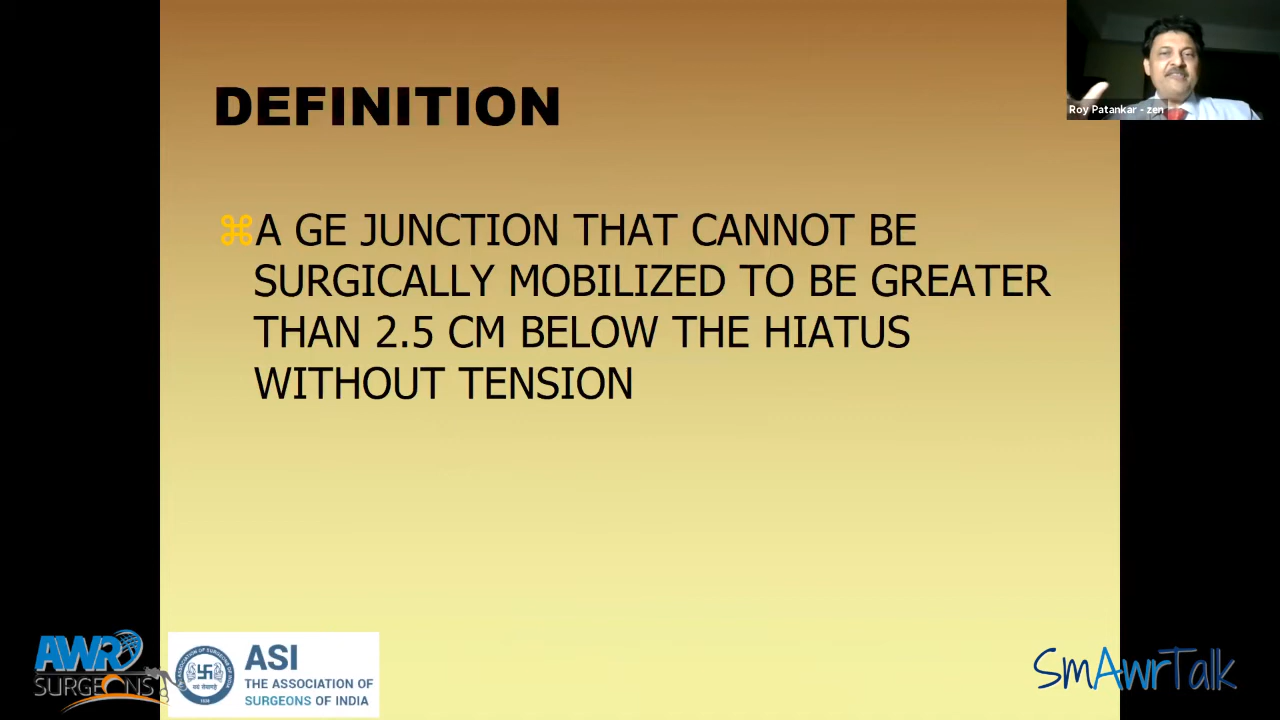 Roy Patankar - zen
DEFINITION
⌘A GE JUNCTION THAT CANNOT BE
SURGICALLY MOBILIZED TO BE GREATER
THAN 2.5 CM BELOW THE HIATUS
WITHOUT TENSION
AWR
SURGEONS
ASI
THE ASSOCIATION OF
SURGEONS OF INDIA
SmAwrTalk